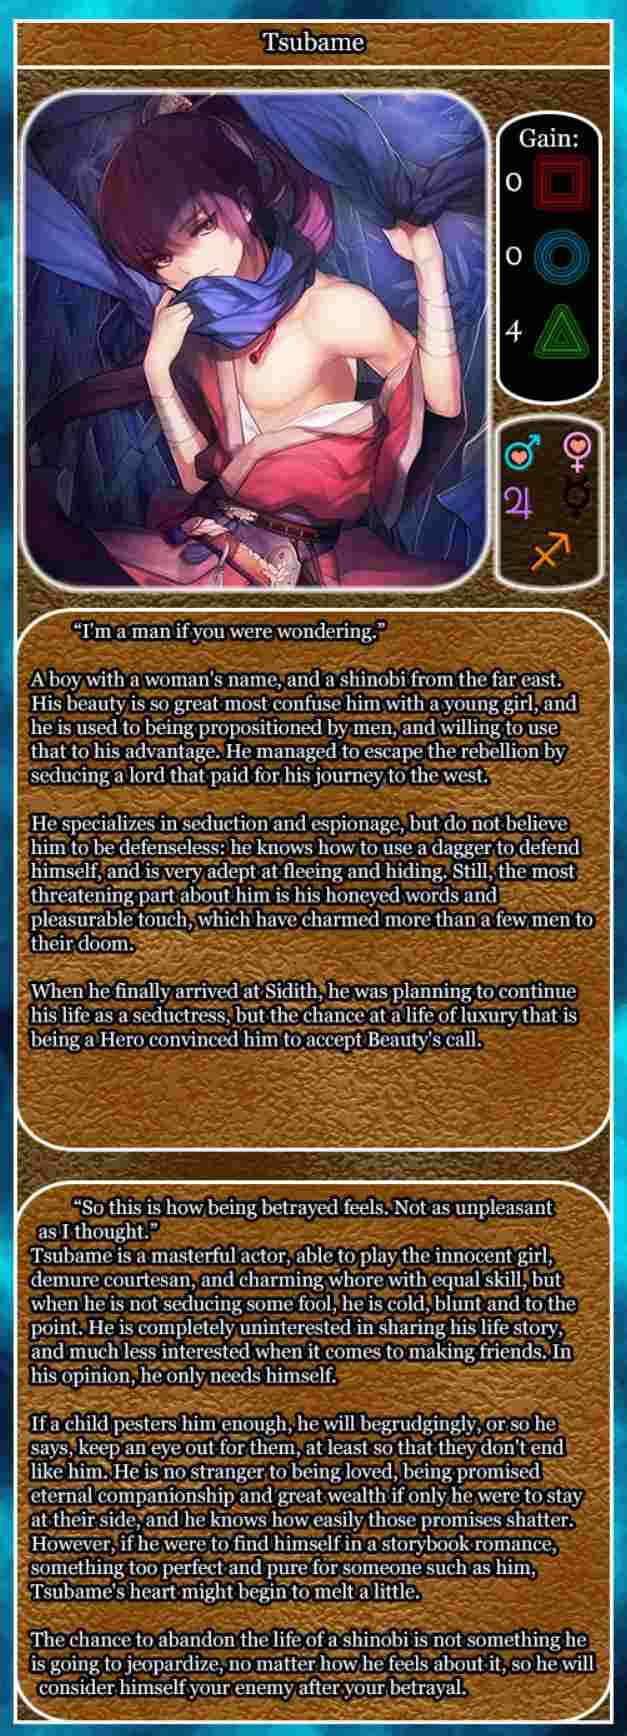 Tsubame
Gain:
0
0
4
“I'm a man if you were wondering.”
A boy with a woman's name, and a shinobi from the far east.
His beauty is so great most confuse him with a young girl, and
he is used to being propositioned by men, and willing to use
that to his advantage. He managed to escape the rebellion by
seducing a lord that paid for his journey to the west.
He specializes in seduction and espionage, but do not believe
him to be defenseless: he knows how to use a dagger to defend
himself, and is very adept at fleeing and hiding. Still, the most
threatening part about him is his honeyed words and
pleasurable touch, which have charmed more than a few men to
their doom.
When he finally arrived at Sidith, he was planning to continue
his life as a seductress, but the chance at a life of luxury that is
being a Hero convinced him to accept Beauty's call.
“So this is how being betrayed feels. Not as unpleasant
as I thought.”
Tsubame is a masterful actor, able to play the innocent girl,
demure courtesan, and charming whore with equal skill, but
when he is not seducing some fool, he is cold, blunt and to the
point. He is completely uninterested in sharing his life story,
and much less interested when it comes to making friends. In
his opinion, he only needs himself.
If a child pesters him enough, he will begrudgingly, or so he
says, keep an eye out for them, at least so that they don't end
like him. He is no stranger to being loved, being promised
eternal companionship and great wealth if only he were to stay
at their side, and he knows how easily those promises shatter.
However, if he were to find himself in a storybook romance,
something too perfect and pure for someone such as him,
Tsubame's heart might begin to melt a little.
The chance to abandon the life of a shinobi is not something he
is going to jeopardize, no matter how he feels about it, so he will
consider himself your enemy after your betrayal.